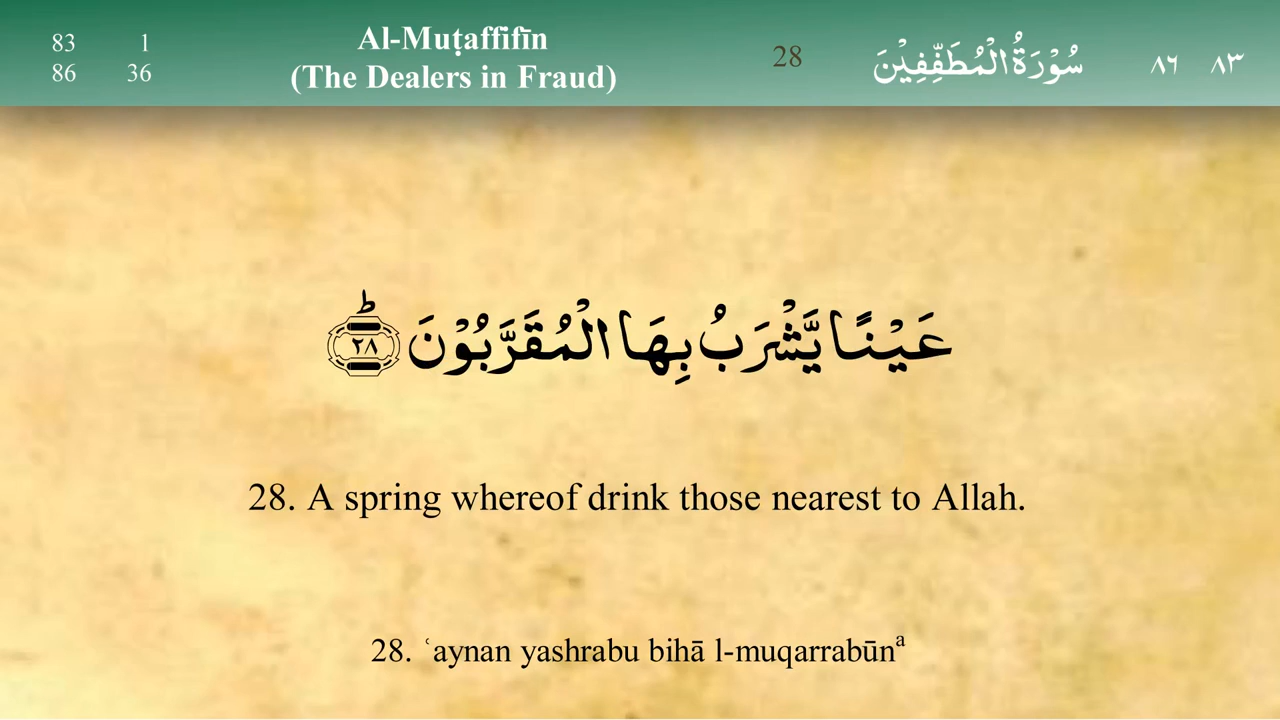 83 1
86 36
Al-Muṭaffifīn
(The Dealers in Fraud)
28
سُوْرَةُ الْمُطَفِّفِيْنَ
٨٦ ٨٣
عَيْنًا يَّشْرَبُ بِهَا الْمُقَرَّبُوْنَ ؕ ٢٨
28. A spring whereof drink those nearest to Allah.
28. ʿaynan yashrabu bihā l-muqarrabūnᵃ